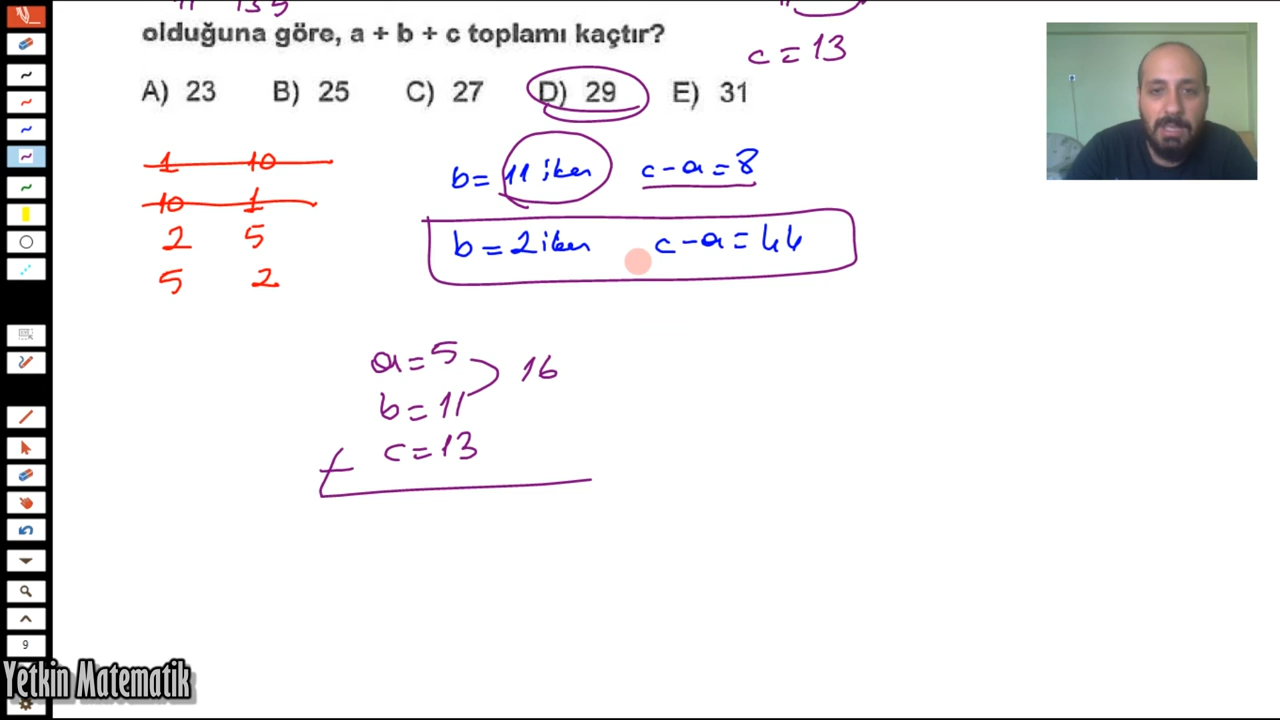 olduğuna göre, a + b + c toplamı kaçtır?
c = 13
A) 23 B) 25 C) 27 D) 29 E) 31
1 10
10 1
2 5
5 2
b = 11 iken c - a = 8
b = 2 iken c - a = 44
a = 5
b = 11
16
c = 13
+
9
Yetkin Matematik